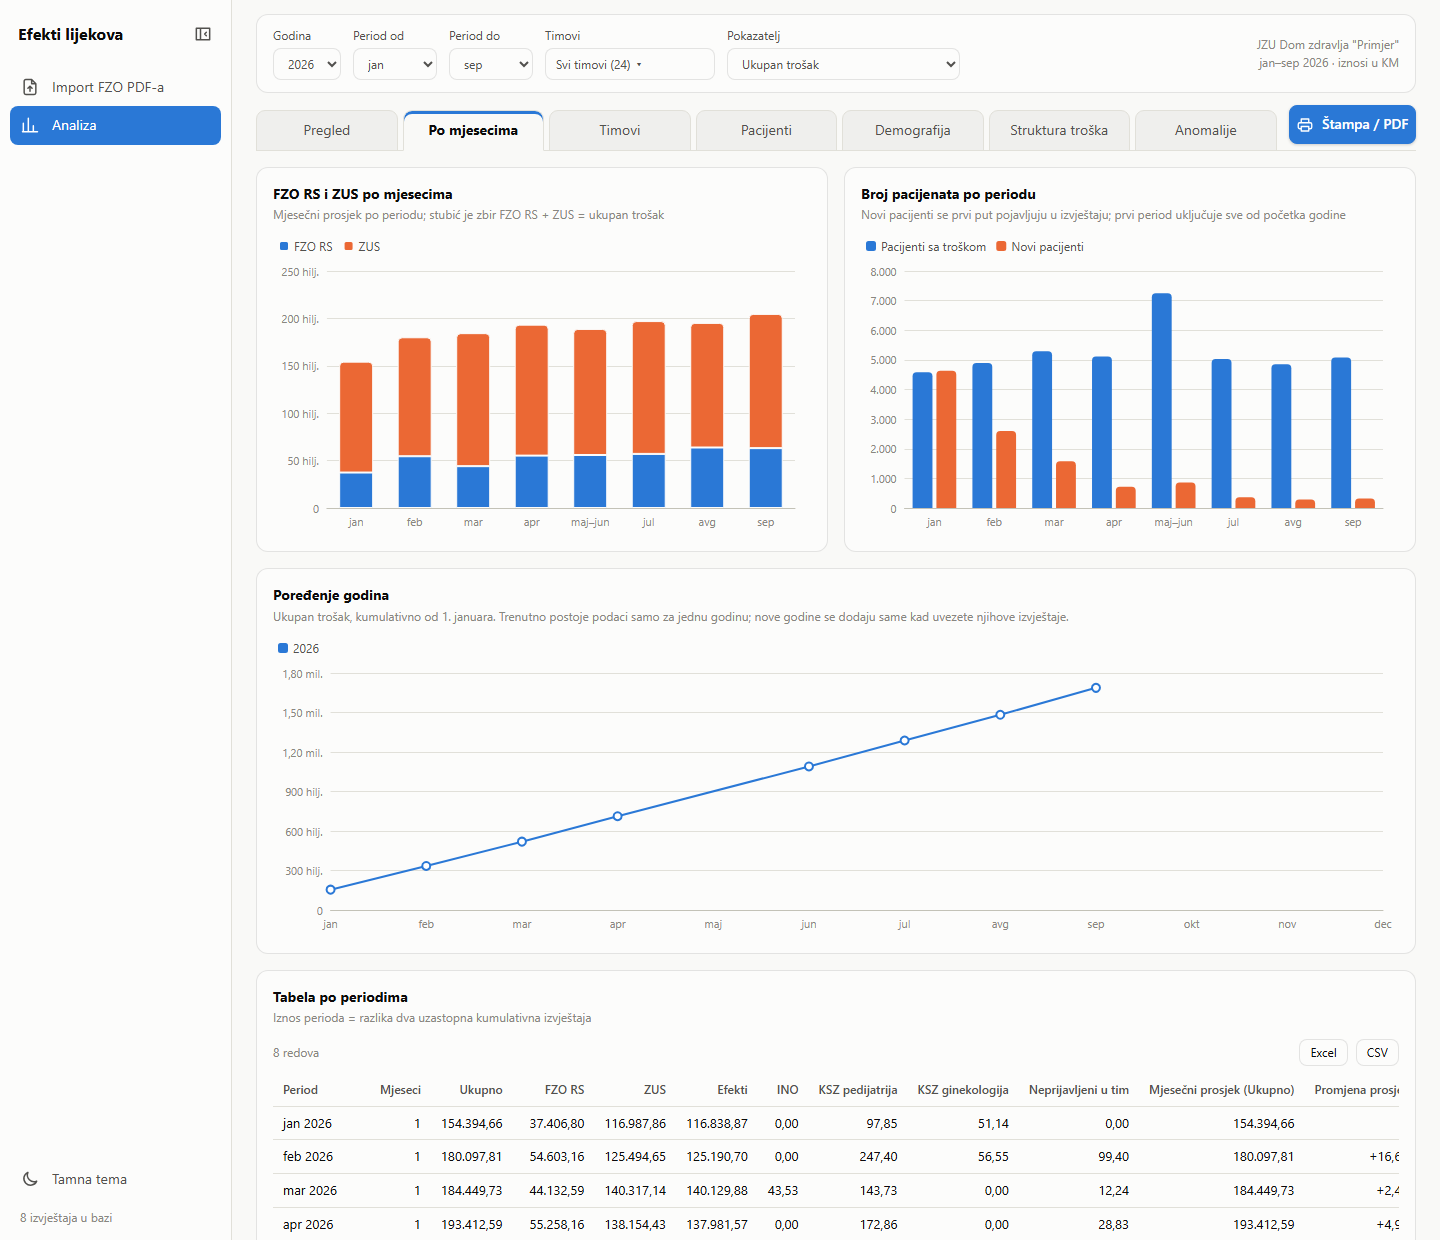 Efekti lijekova
Import FZO PDF-a
Analiza
Godina
Period od
Period do
Timovi
Pokazatelj
2026
jan
sep
Svi timovi (24)
Ukupan trošak
JZU Dom zdravlja "Primjer"
jan–sep 2026 · iznosi u KM
Pregled
Po mjesecima
Timovi
Pacijenti
Demografija
Struktura troška
Anomalije
Štampa / PDF
FZO RS i ZUS po mjesecima
Mjesečni prosjek po periodu; stubić je zbir FZO RS + ZUS = ukupan trošak
FZO RS
ZUS
250 hilj.
200 hilj.
150 hilj.
100 hilj.
50 hilj.
0
jan
feb
mar
apr
maj–jun
jul
avg
sep
Broj pacijenata po periodu
Novi pacijenti se prvi put pojavljuju u izvještaju; prvi period uključuje sve od početka godine
Pacijenti sa troškom
Novi pacijenti
8.000
7.000
6.000
5.000
4.000
3.000
2.000
1.000
0
jan
feb
mar
apr
maj–jun
jul
avg
sep
Poređenje godina
Ukupan trošak, kumulativno od 1. januara. Trenutno postoje podaci samo za jednu godinu; nove godine se dodaju same kad uvezete njihove izvještaje.
2026
1,80 mil.
1,50 mil.
1,20 mil.
900 hilj.
600 hilj.
300 hilj.
0
jan
feb
mar
apr
maj
jun
jul
avg
sep
okt
nov
dec
Tabela po periodima
Iznos perioda = razlika dva uzastopna kumulativna izvještaja
8 redova
Excel
CSV
Period Mjeseci Ukupno FZO RS ZUS Efekti INO KSZ pedijatrija KSZ ginekologija Neprijavljeni u tim Mjesečni prosjek (Ukupno) Promjena prosje
jan 2026 1 154.394,66 37.406,80 116.987,86 116.838,87 0,00 97,85 51,14 0,00 154.394,66
feb 2026 1 180.097,81 54.603,16 125.494,65 125.190,70 0,00 247,40 56,55 99,40 180.097,81 +16,6
mar 2026 1 184.449,73 44.132,59 140.317,14 140.129,88 43,53 143,73 0,00 12,24 184.449,73 +2,4
apr 2026 1 193.412,59 55.258,16 138.154,43 137.981,57 0,00 172,86 0,00 28,83 193.412,59 +4,9
Tamna tema
8 izvještaja u bazi